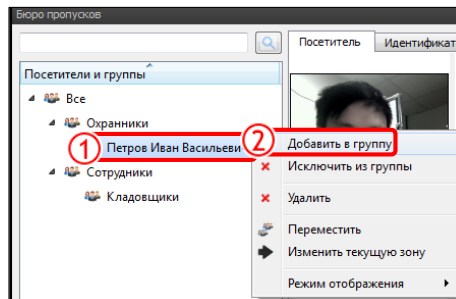 Бюро пропусков
Посетитель
Идентификат
Посетители и группы
Все
Охранники
1
Петров Иван Васильеви
2
Добавить в группу
Исключить из группы
Сотрудники
Удалить
Кладовщики
Переместить
Изменить текущую зону
Режим отображения